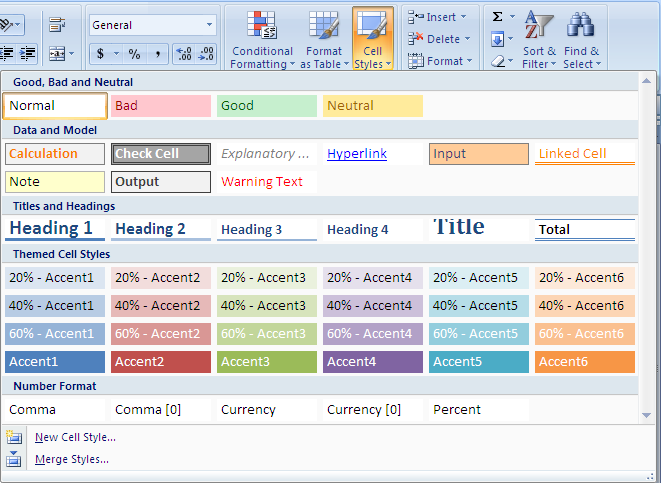 General
Insert
Delete
Format
$ % ,
Σ
Conditional Formatting
Format as Table
Cell Styles
Sort & Filter
Find & Select
Good, Bad and Neutral
Normal Bad Good Neutral
Data and Model
Calculation Check Cell Explanatory ... Hyperlink Input Linked Cell
Note Output Warning Text
Titles and Headings
Heading 1 Heading 2 Heading 3 Heading 4 Title Total
Themed Cell Styles
20% - Accent1 20% - Accent2 20% - Accent3 20% - Accent4 20% - Accent5 20% - Accent6
40% - Accent1 40% - Accent2 40% - Accent3 40% - Accent4 40% - Accent5 40% - Accent6
60% - Accent1 60% - Accent2 60% - Accent3 60% - Accent4 60% - Accent5 60% - Accent6
Accent1 Accent2 Accent3 Accent4 Accent5 Accent6
Number Format
Comma Comma [0] Currency Currency [0] Percent
New Cell Style...
Merge Styles...